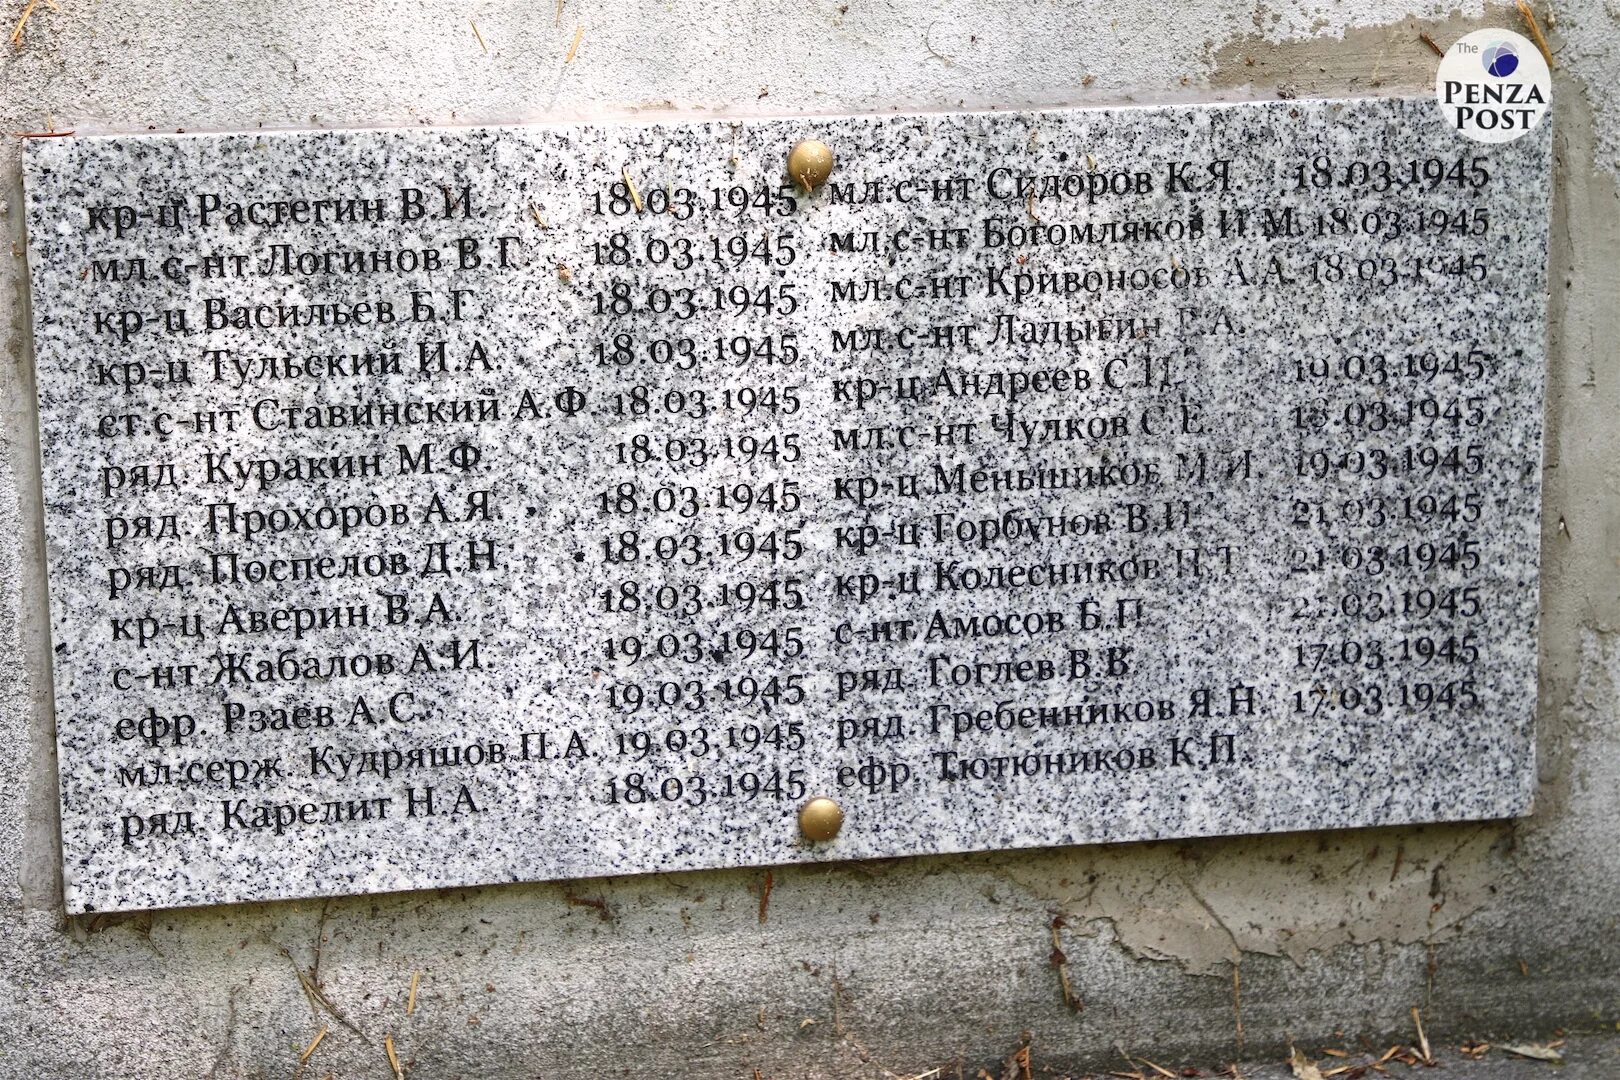 кр-ц Растегин В.И. 18.03.1945
мл.с-нт Логинов В.Г. 18.03.1945
кр-ц Васильев Б.Г. 18.03.1945
кр-ц Тульский И.А. 18.03.1945
ст.с-нт Ставинский А.Ф. 18.03.1945
ряд. Куракин М.Ф. 18.03.1945
ряд. Прохоров А.Я. 18.03.1945
ряд. Поспелов Д.Н. 18.03.1945
кр-ц Аверин В.А. 18.03.1945
с-нт Жабалов А.И. 19.03.1945
ефр. Рзаев А.С. 19.03.1945
мл.серж. Кудряшов П.А. 19.03.1945
ряд. Карелит Н.А. 18.03.1945
мл.с-нт Сидоров К.Я. 18.03.1945
мл.с-нт Богомляков И.М. 18.03.1945
мл.с-нт Кривоносов А.А. 18.03.1945
мл.с-нт Ладыгин
кр-ц Андреев 19.03.1945
мл.с-нт Чулков С.Е.
кр-ц Меньшиков М.И. 19.03.1945
кр-ц Горбунов 21.03.1945
кр-ц Колесников 21.03.1945
с-нт Амосов Б.П.
ряд. Гоглев В.В. 17.03.1945
ряд. Гребенников Я.Н. 17.03.1945
ефр. Тютюников К.П.
The
PENZA
POST